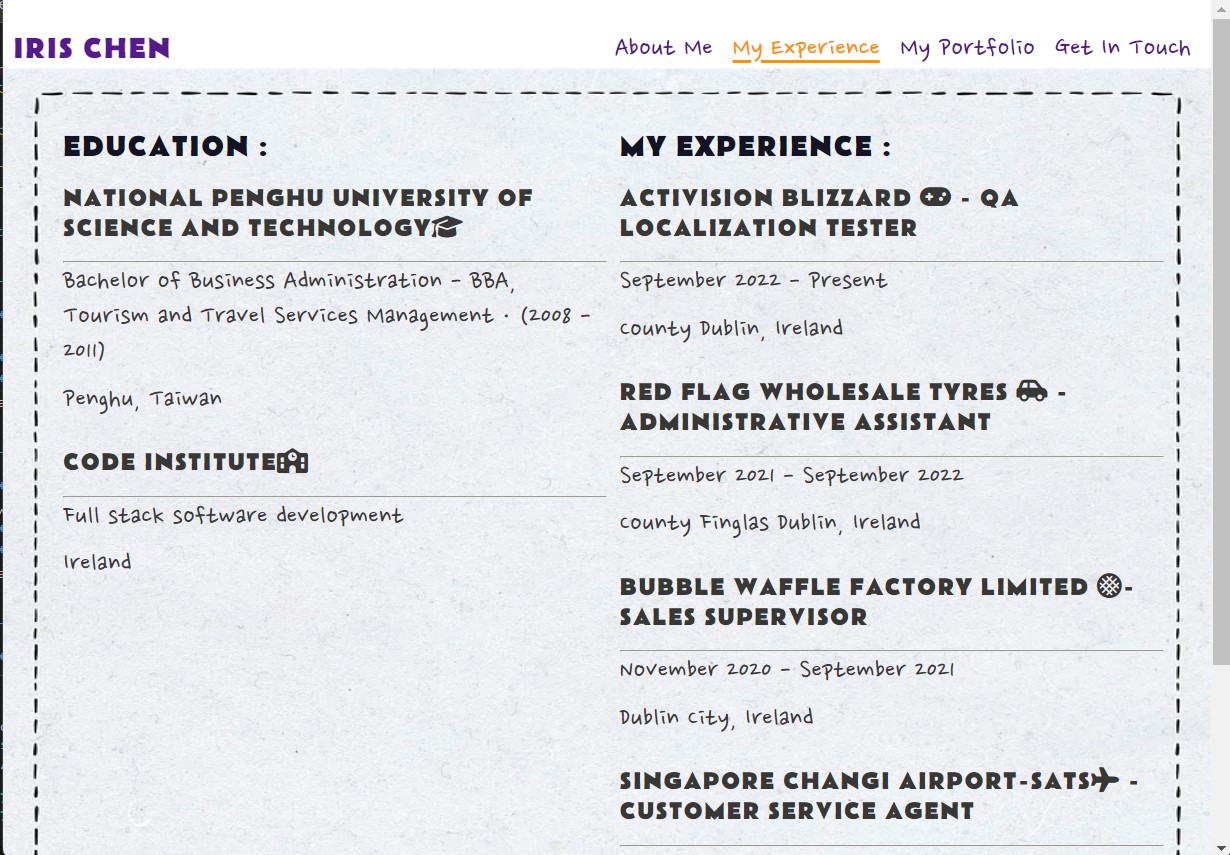 IRIS CHEN
About Me My Experience My Portfolio Get In Touch
EDUCATION :
NATIONAL PENGHU UNIVERSITY OF
SCIENCE AND TECHNOLOGY
Bachelor of Business Administration - BBA,
Tourism and Travel Services Management · (2008 -
2011)
Penghu, Taiwan
CODE INSTITUTE
Full stack software development
Ireland
MY EXPERIENCE :
ACTIVISION BLIZZARD - QA
LOCALIZATION TESTER
September 2022 - Present
County Dublin, Ireland
RED FLAG WHOLESALE TYRES -
ADMINISTRATIVE ASSISTANT
September 2021 - September 2022
County Finglas Dublin, Ireland
BUBBLE WAFFLE FACTORY LIMITED -
SALES SUPERVISOR
November 2020 - September 2021
Dublin City, Ireland
SINGAPORE CHANGI AIRPORT-SATS -
CUSTOMER SERVICE AGENT